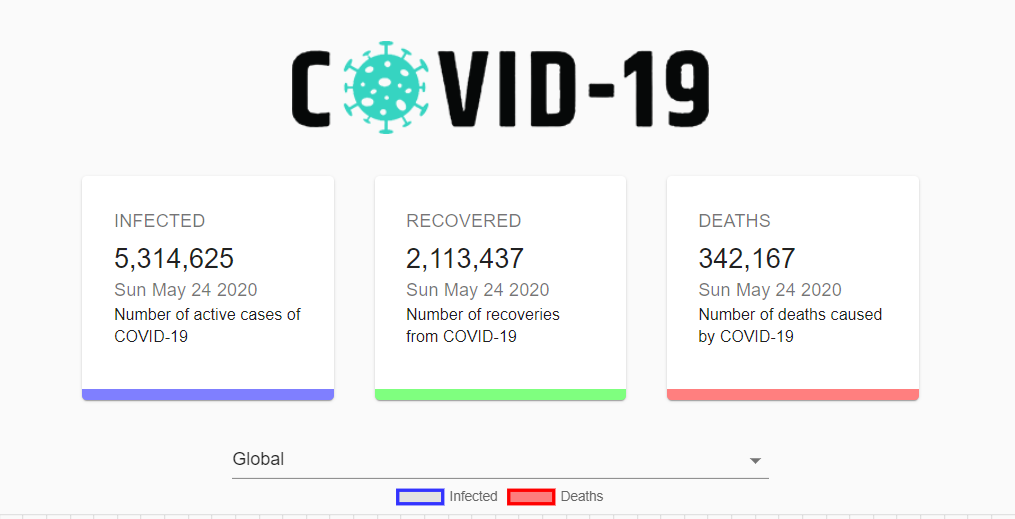 COVID-19
INFECTED
5,314,625
Sun May 24 2020
Number of active cases of
COVID-19
RECOVERED
2,113,437
Sun May 24 2020
Number of recoveries
from COVID-19
DEATHS
342,167
Sun May 24 2020
Number of deaths caused
by COVID-19
Global
Infected Deaths